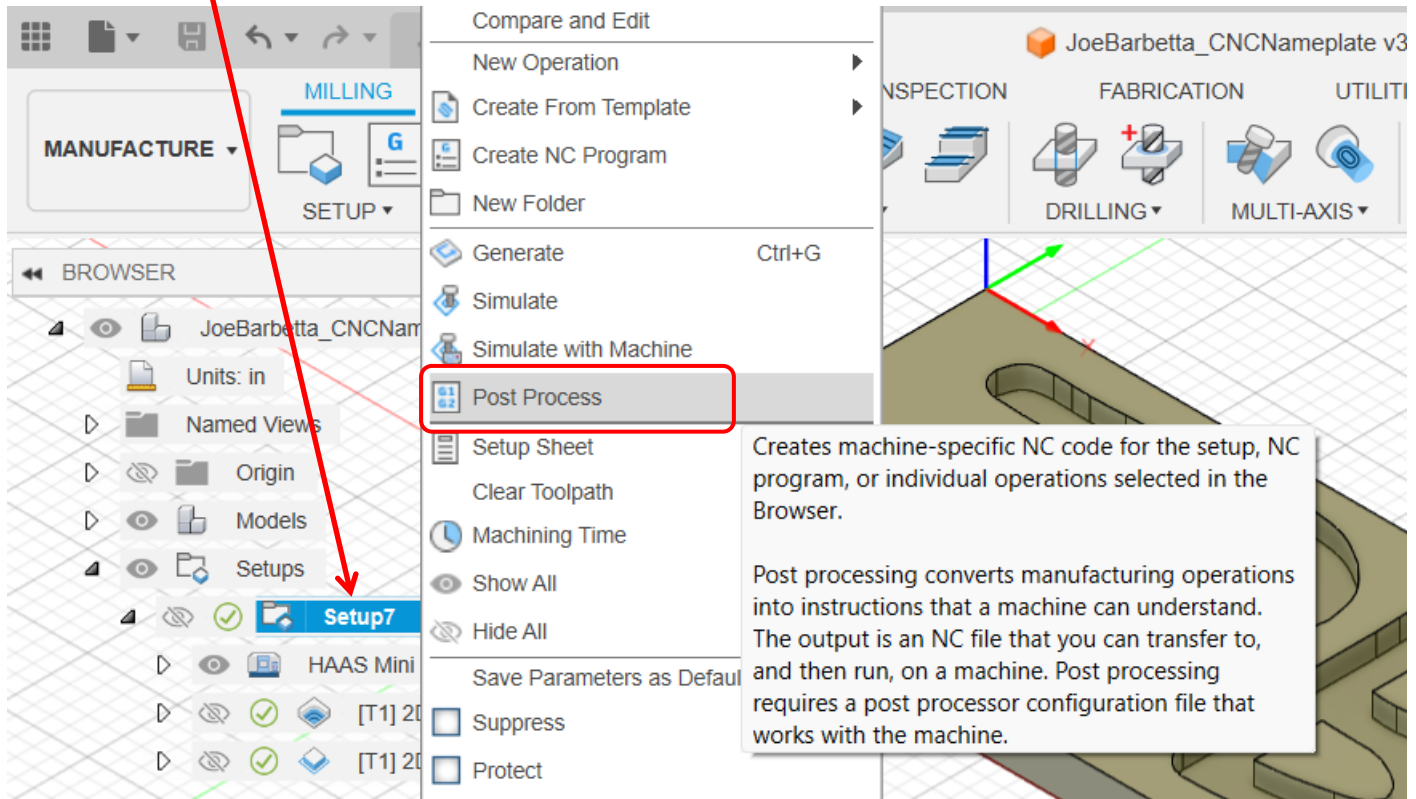 Compare and Edit
JoeBarbetta_CNCNameplate v3
New Operation
MILLING
NSPECTION
FABRICATION
UTILITI
Create From Template
MANUFACTURE
G
G
Create NC Program
SETUP
New Folder
DRILLING
MULTI-AXIS
BROWSER
Generate Ctrl+G
Simulate
JoeBarbetta_CNCNam
Simulate with Machine
X
Units: in
G1
G2
Post Process
Named Views
Setup Sheet
Origin
Clear Toolpath
Models
Machining Time
Setups
Show All
Setup7
Hide All
HAAS Mini
Save Parameters as Defaul
[T1] 2D
Suppress
[T1] 2D
Protect
Creates machine-specific NC code for the setup, NC
program, or individual operations selected in the
Browser.
Post processing converts manufacturing operations
into instructions that a machine can understand.
The output is an NC file that you can transfer to,
and then run, on a machine. Post processing
requires a post processor configuration file that
works with the machine.